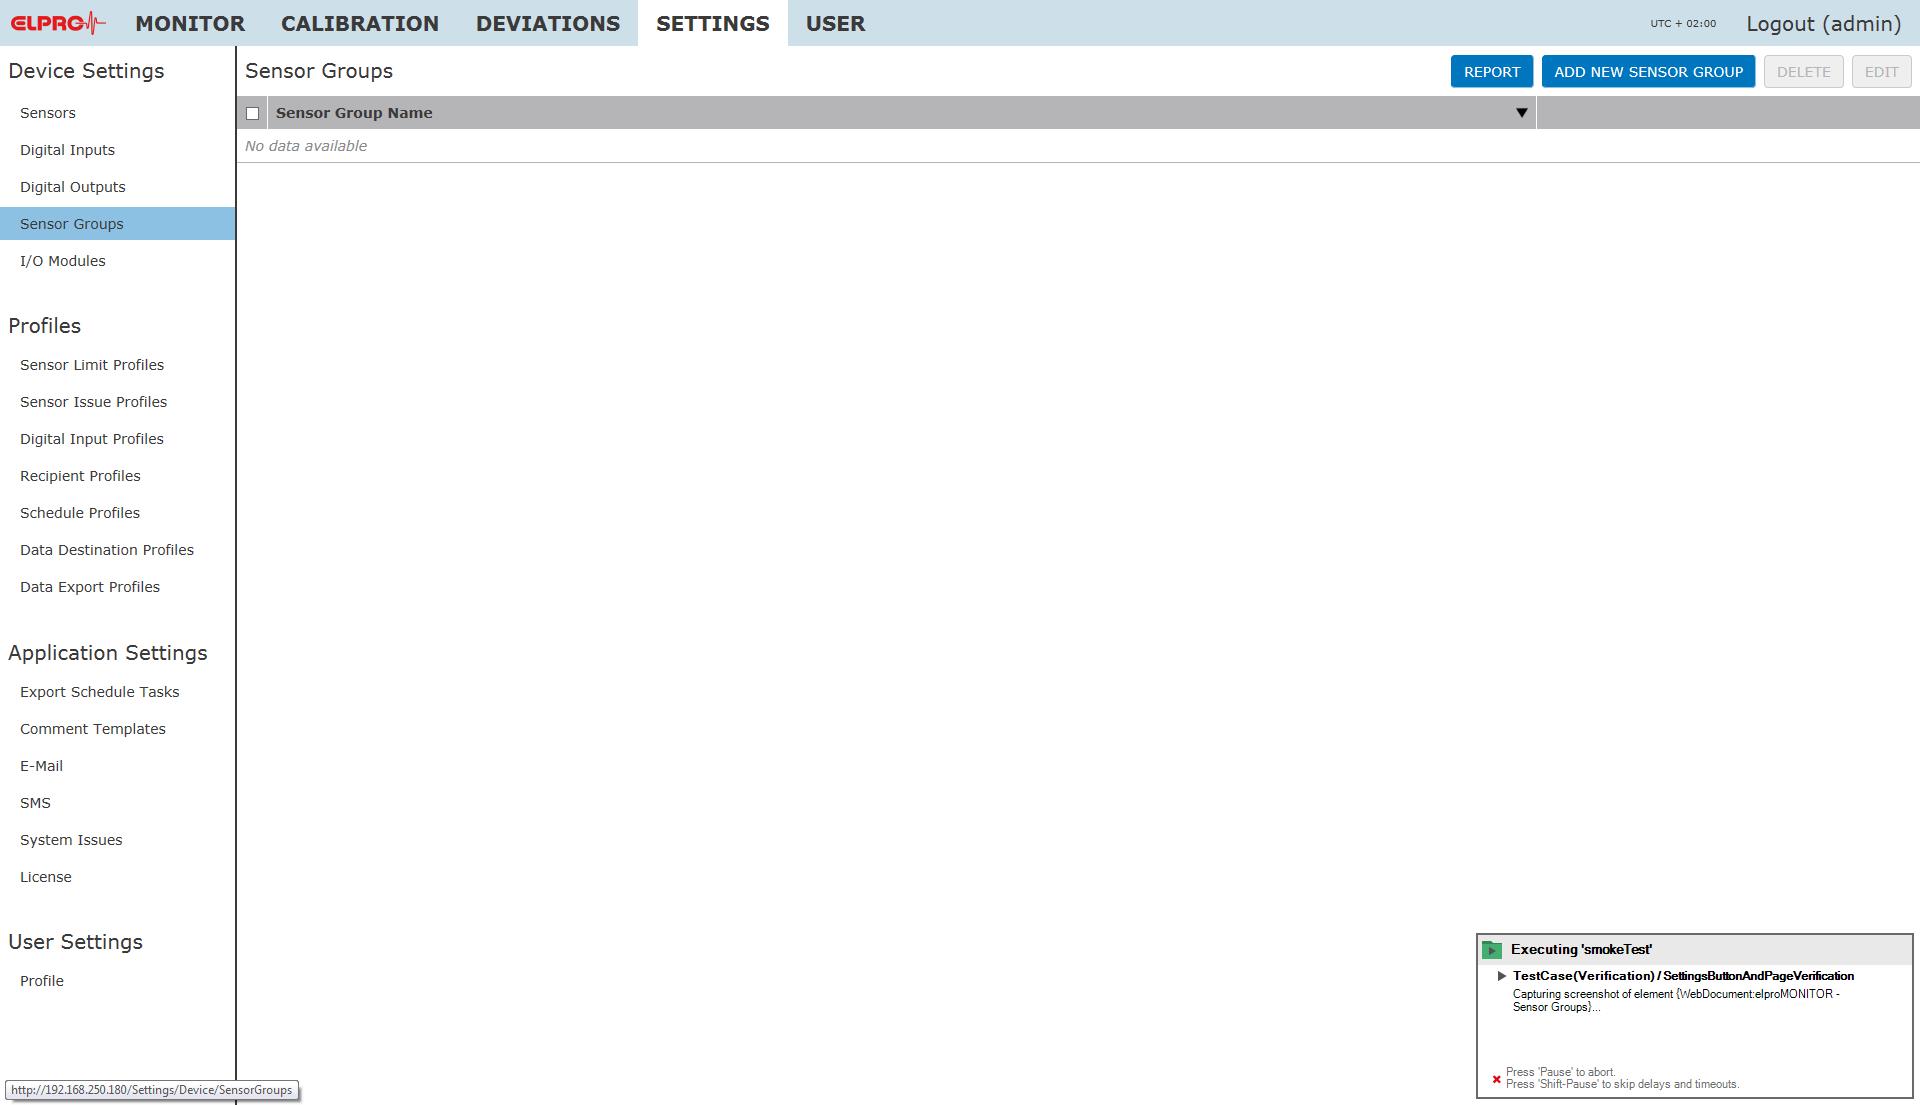 ELPRO
MONITOR
CALIBRATION
DEVIATIONS
SETTINGS
USER
UTC + 02:00
Logout (admin)
Device Settings
Sensors
Digital Inputs
Digital Outputs
Sensor Groups
I/O Modules
Profiles
Sensor Limit Profiles
Sensor Issue Profiles
Digital Input Profiles
Recipient Profiles
Schedule Profiles
Data Destination Profiles
Data Export Profiles
Application Settings
Export Schedule Tasks
Comment Templates
E-Mail
SMS
System Issues
License
User Settings
Profile
Sensor Groups
REPORT
ADD NEW SENSOR GROUP
DELETE
EDIT
Sensor Group Name
No data available
Executing 'smokeTest'
TestCase(Verification) / SettingsButtonAndPageVerification
Capturing screenshot of element {WebDocument:elproMONITOR -
Sensor Groups}...
Press 'Pause' to abort.
Press 'Shift-Pause' to skip delays and timeouts.
http://192.168.250.180/Settings/Device/SensorGroups